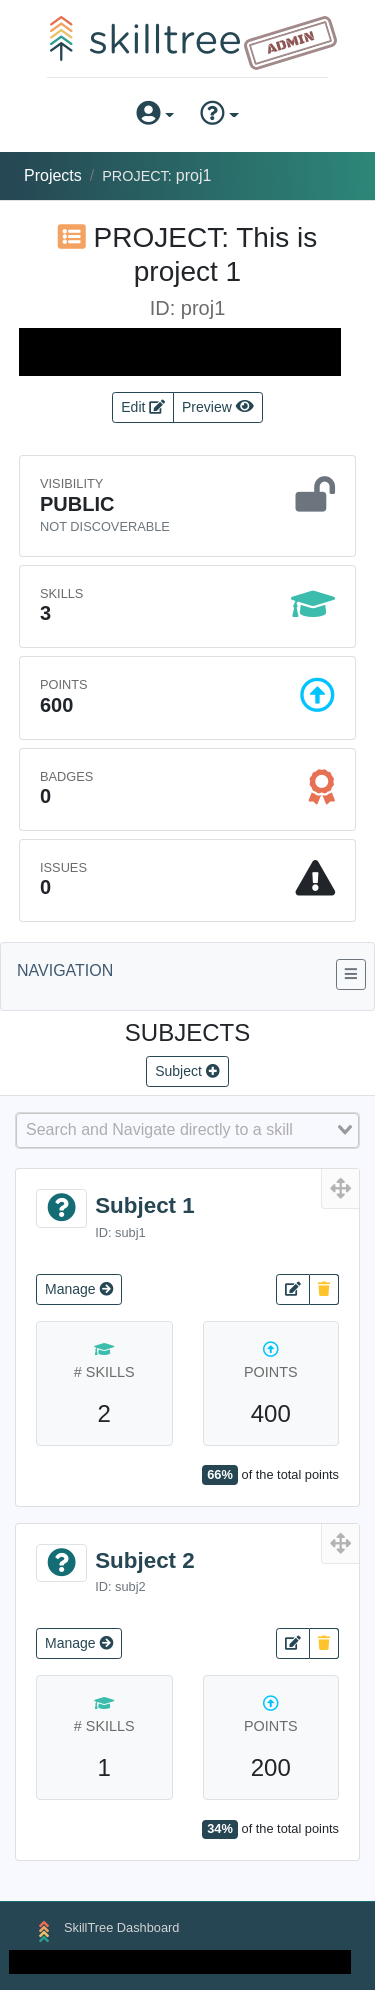 skilltree ADMIN
Projects / PROJECT: proj1
PROJECT: This is
project 1
ID: proj1
Edit Preview
VISIBILITY
PUBLIC
NOT DISCOVERABLE
SKILLS
3
POINTS
600
BADGES
0
ISSUES
0
NAVIGATION
SUBJECTS
Subject
Search and Navigate directly to a skill
Subject 1
ID: subj1
Manage
# SKILLS POINTS
2 400
66% of the total points
Subject 2
ID: subj2
Manage
# SKILLS POINTS
1 200
34% of the total points
SkillTree Dashboard